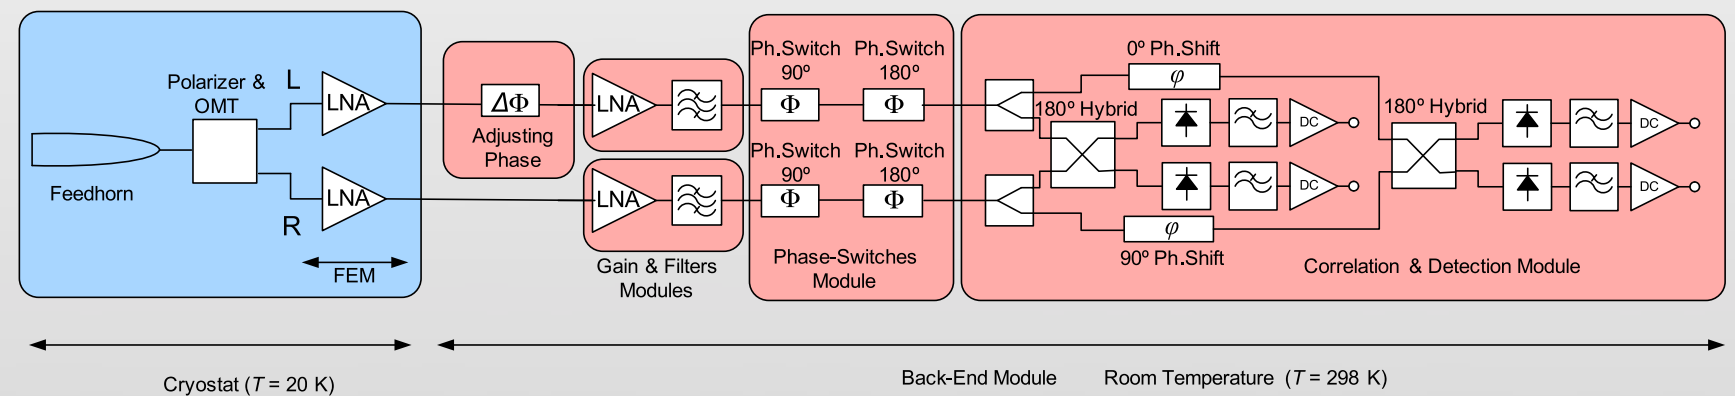 Polarizer &
OMT
L
LNA
Feedhorn
R
LNA
FEM
ΔΦ
Adjusting
Phase
LNA
LNA
Gain & Filters
Modules
Ph.Switch
90º
Φ
Ph.Switch
180º
Φ
Ph.Switch
90º
Φ
Ph.Switch
180º
Φ
Phase-Switches
Module
0º Ph.Shift
φ
180º Hybrid
DC
DC
φ
90º Ph.Shift
180º Hybrid
DC
DC
Correlation & Detection Module
Cryostat (T = 20 K)
Back-End Module Room Temperature (T = 298 K)